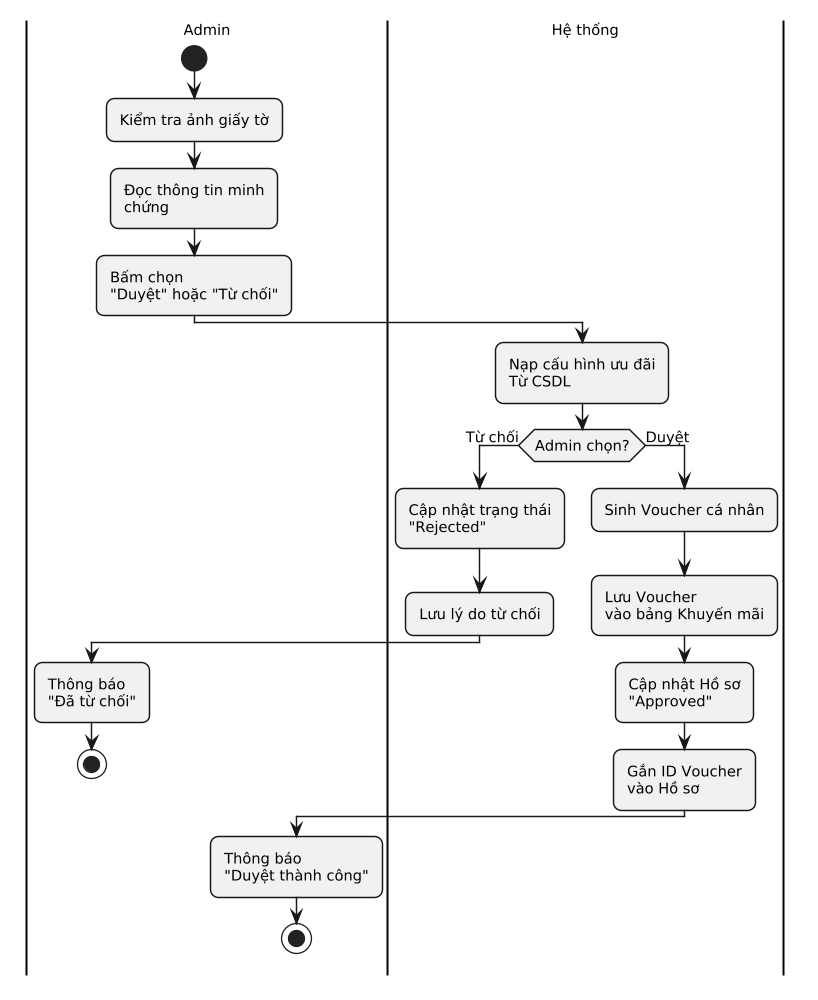 Admin
Hệ thống
Kiểm tra ảnh giấy tờ
Đọc thông tin minh
chứng
Bấm chọn
"Duyệt" hoặc "Từ chối"
Nạp cấu hình ưu đãi
Từ CSDL
Từ chối
Admin chọn?
Duyệt
Cập nhật trạng thái
"Rejected"
Sinh Voucher cá nhân
Lưu lý do từ chối
Lưu Voucher
vào bảng Khuyến mãi
Thông báo
"Đã từ chối"
Cập nhật Hồ sơ
"Approved"
Gắn ID Voucher
vào Hồ sơ
Thông báo
"Duyệt thành công"